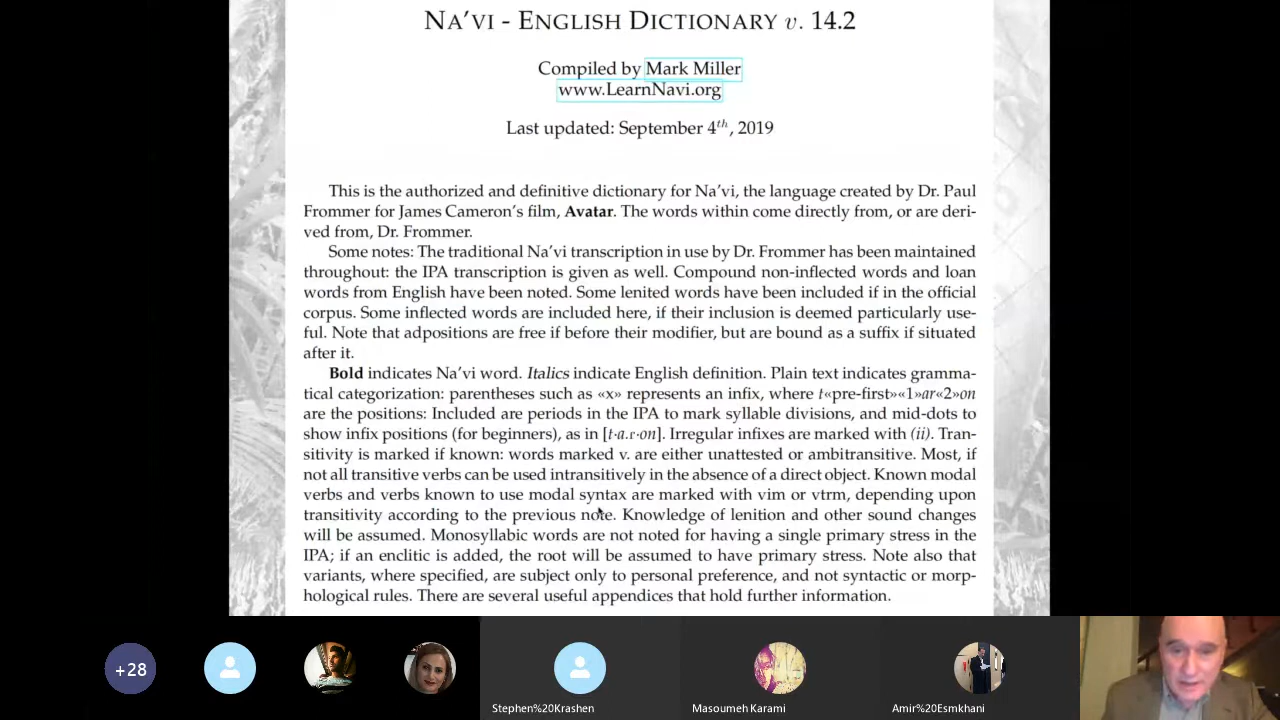 NA'VI - ENGLISH DICTIONARY v. 14.2
Compiled by Mark Miller
www.LearnNavi.org
Last updated: September 4th, 2019
This is the authorized and definitive dictionary for Na'vi, the language created by Dr. Paul
Frommer for James Cameron's film, Avatar. The words within come directly from, or are deri-
ved from, Dr. Frommer.
Some notes: The traditional Na'vi transcription in use by Dr. Frommer has been maintained
throughout: the IPA transcription is given as well. Compound non-inflected words and loan
words from English have been noted. Some lenited words have been included if in the official
corpus. Some inflected words are included here, if their inclusion is deemed particularly use-
ful. Note that adpositions are free if before their modifier, but are bound as a suffix if situated
after it.
Bold indicates Na'vi word. Italics indicate English definition. Plain text indicates gramma-
tical categorization: parentheses such as «x» represents an infix, where t«pre-first»«1»ar«2»on
are the positions: Included are periods in the IPA to mark syllable divisions, and mid-dots to
show infix positions (for beginners), as in [t·a.ɾ·on]. Irregular infixes are marked with (ii). Tran-
sitivity is marked if known: words marked v. are either unattested or ambitransitive. Most, if
not all transitive verbs can be used intransitively in the absence of a direct object. Known modal
verbs and verbs known to use modal syntax are marked with vim or vtrm, depending upon
transitivity according to the previous note. Knowledge of lenition and other sound changes
will be assumed. Monosyllabic words are not noted for having a single primary stress in the
IPA; if an enclitic is added, the root will be assumed to have primary stress. Note also that
variants, where specified, are subject only to personal preference, and not syntactic or morp-
hological rules. There are several useful appendices that hold further information.
+28
Stephen%20Krashen
Masoumeh Karami
Amir%20Esmkhani